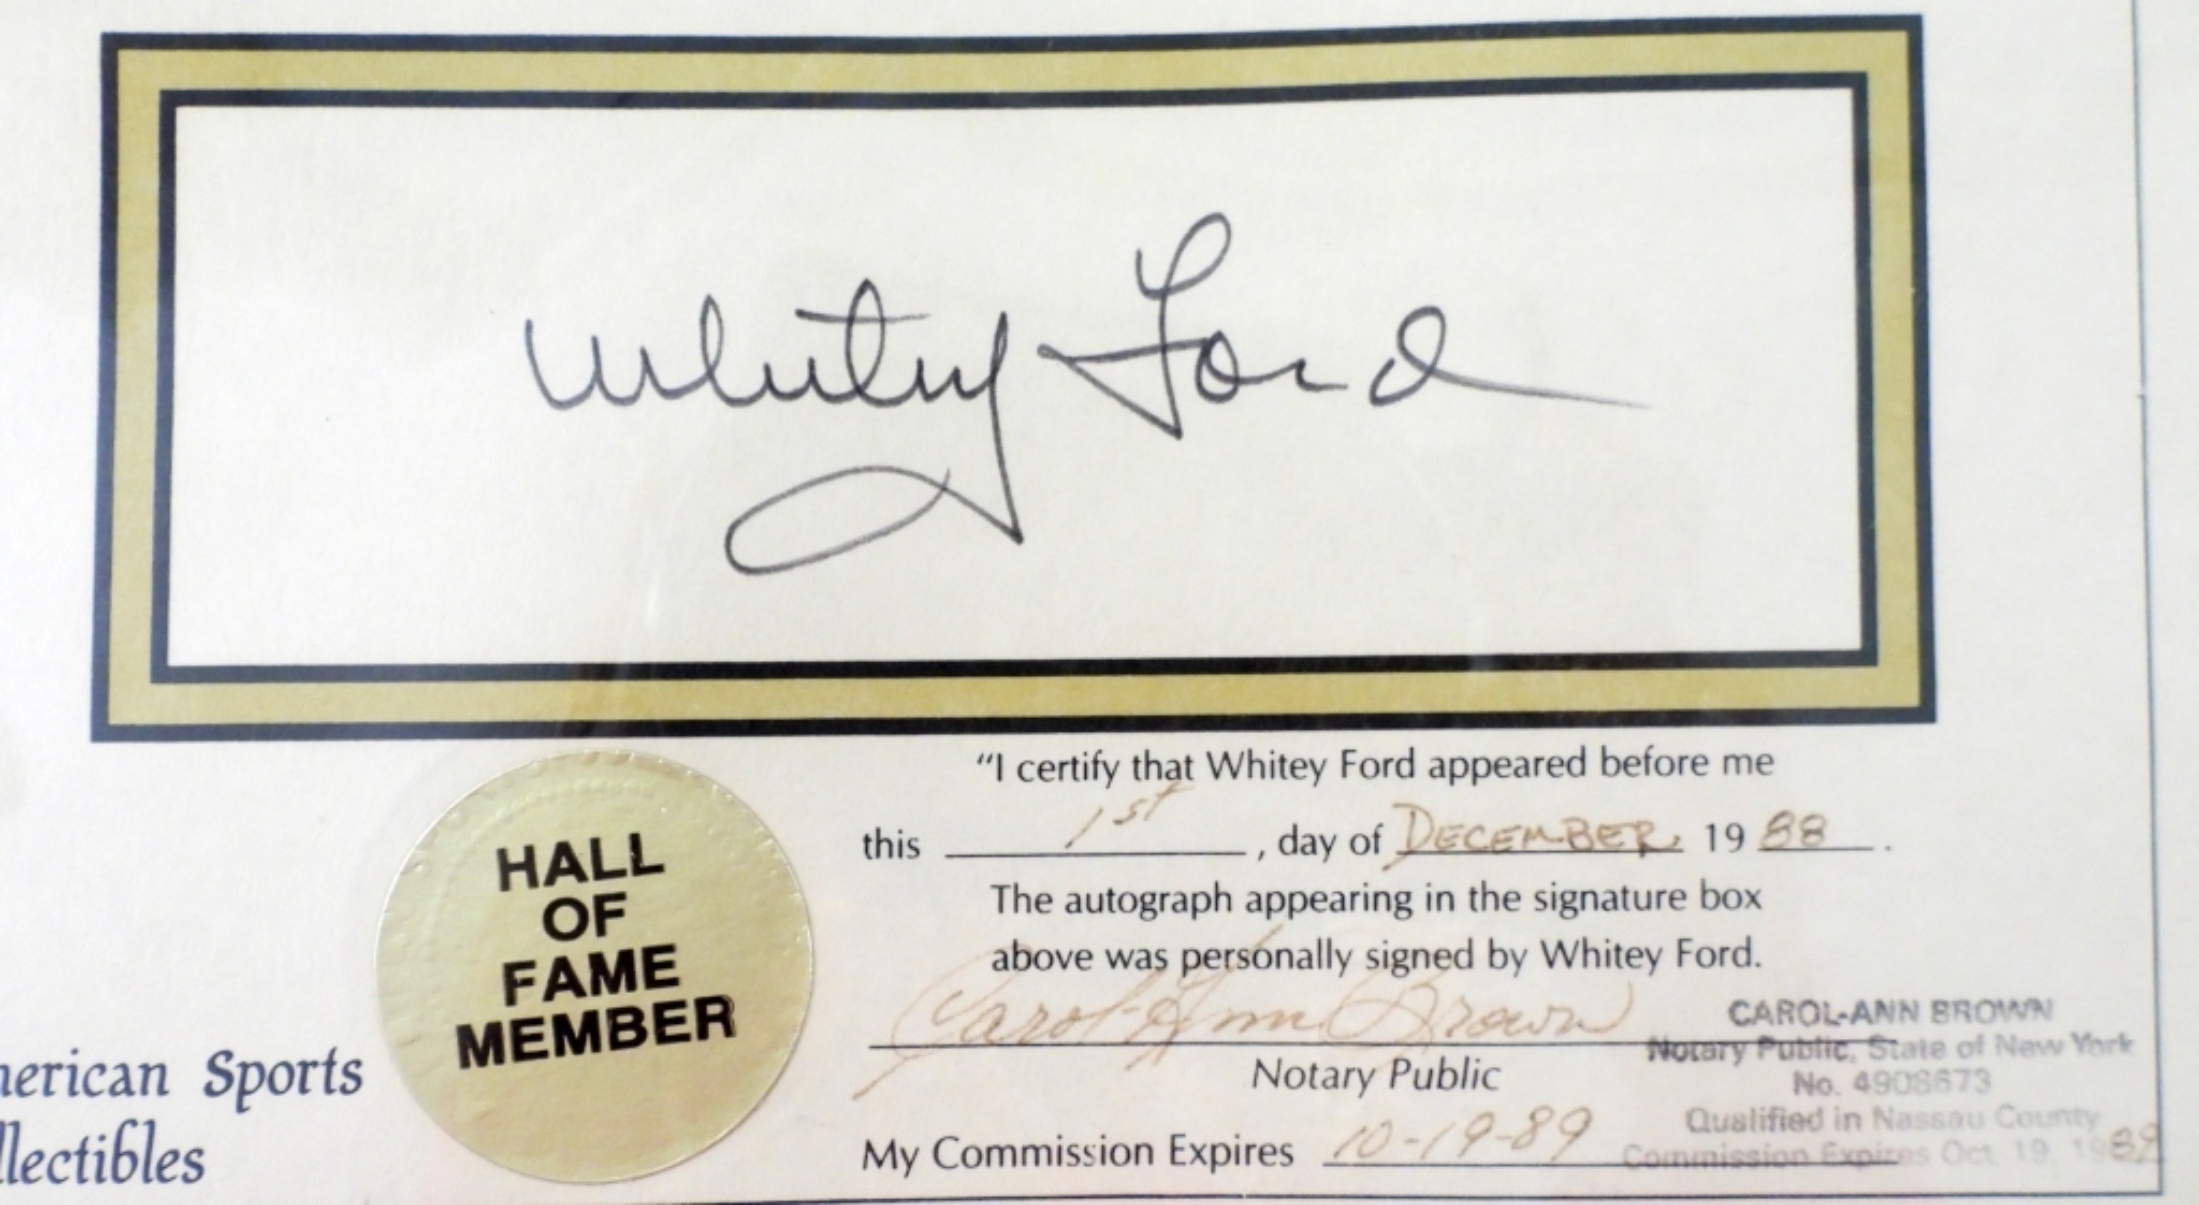 Whitey Ford
"I certify that Whitey Ford appeared before me
this 1st, day of DECEMBER, 19 88.
The autograph appearing in the signature box
above was personally signed by Whitey Ford.
Carol-Ann Brown
Notary Public
My Commission Expires 10-19-89
CAROL-ANN BROWN
Notary Public, State of New York
No. 4908673
Qualified in Nassau County
Commission Expires Oct. 19, 1989
HALL
OF
FAME
MEMBER
erican Sports
llectibles